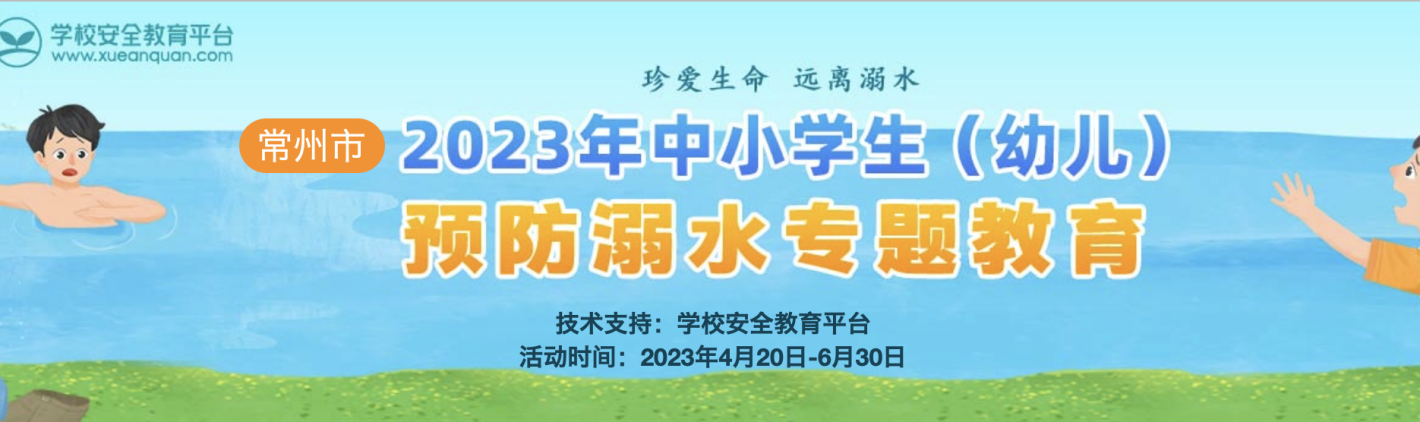 学校安全教育平台
www.xueanquan.com
珍爱生命 远离溺水
常州市 2023年中小学生（幼儿）
预防溺水专题教育
技术支持：学校安全教育平台
活动时间：2023年4月20日-6月30日